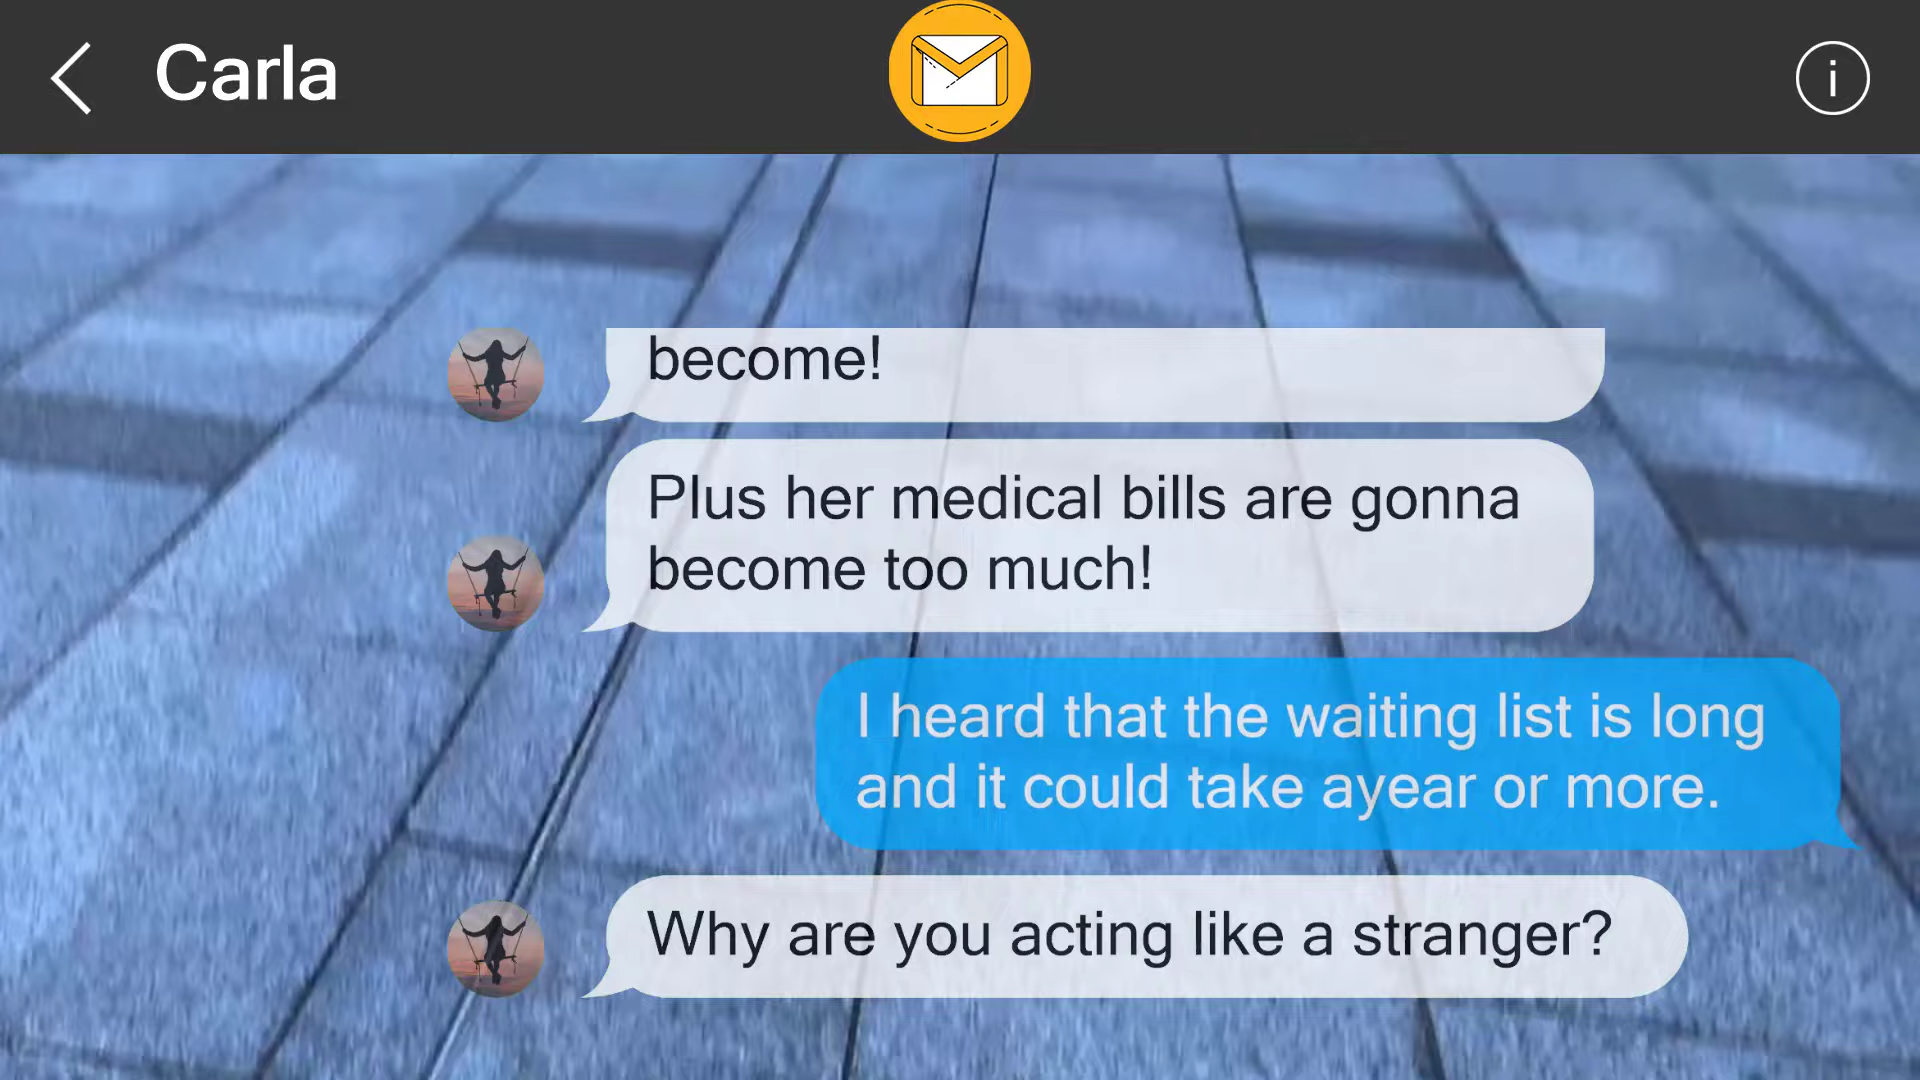 Carla
i
become!
Plus her medical bills are gonna
become too much!
I heard that the waiting list is long
and it could take ayear or more.
Why are you acting like a stranger?